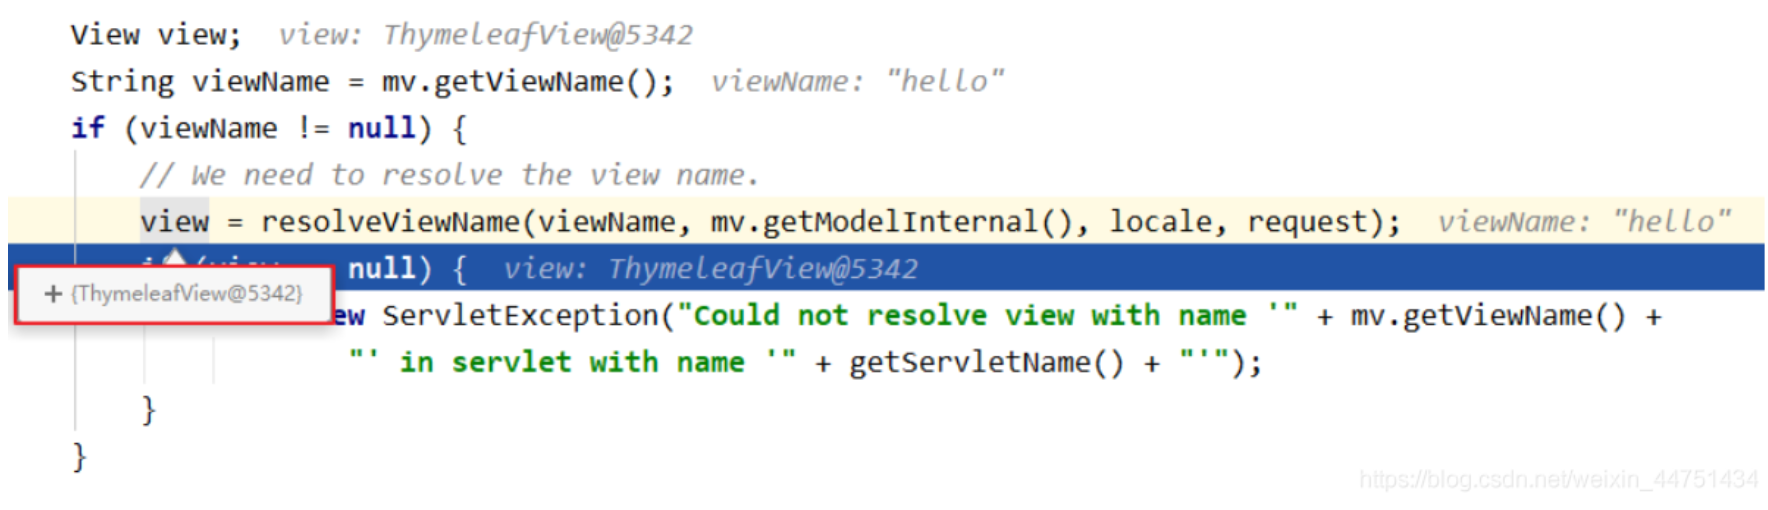 View view;  view: ThymeleafView@5342
String viewName = mv.getViewName();  viewName: "hello"
if (viewName != null) {
// We need to resolve the view name.
view = resolveViewName(viewName, mv.getModelInternal(), locale, request);  viewName: "hello"
null) {  view: ThymeleafView@5342
+ {ThymeleafView@5342}
ew ServletException("Could not resolve view with name '" + mv.getViewName() +
"' in servlet with name '" + getServletName() + "'");
}
}
https://blog.csdn.net/weixin_44751434